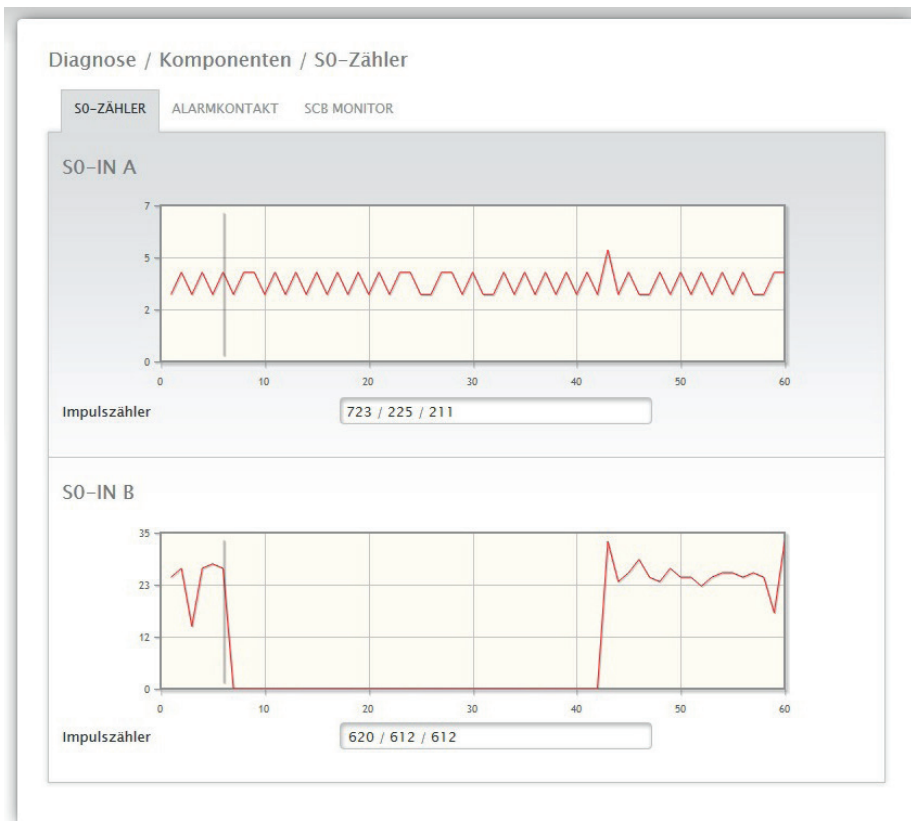 Diagnose / Komponenten / S0-Zähler
S0-ZÄHLER ALARMKONTAKT SCB MONITOR
S0-IN A
7
5
2
0
0 10 20 30 40 50 60
Impulszähler 723 / 225 / 211
S0-IN B
35
23
12
0
0 10 20 30 40 50 60
Impulszähler 620 / 612 / 612